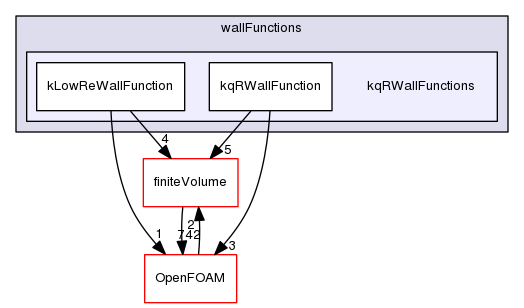 wallFunctions
kLowReWallFunction
kqRWallFunction
kqRWallFunctions
4
5
finiteVolume
1
2
742
3
OpenFOAM